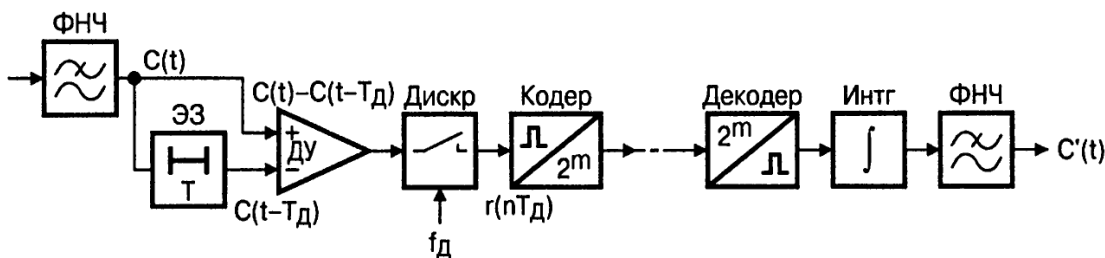 ФНЧ
C(t)
ЭЗ
T
C(t–Tд)
C(t)–C(t–Tд)
+
ДУ
–
Дискр
fд
r(nTд)
Кодер
2m
Декодер
2m
Интг
∫
ФНЧ
C'(t)